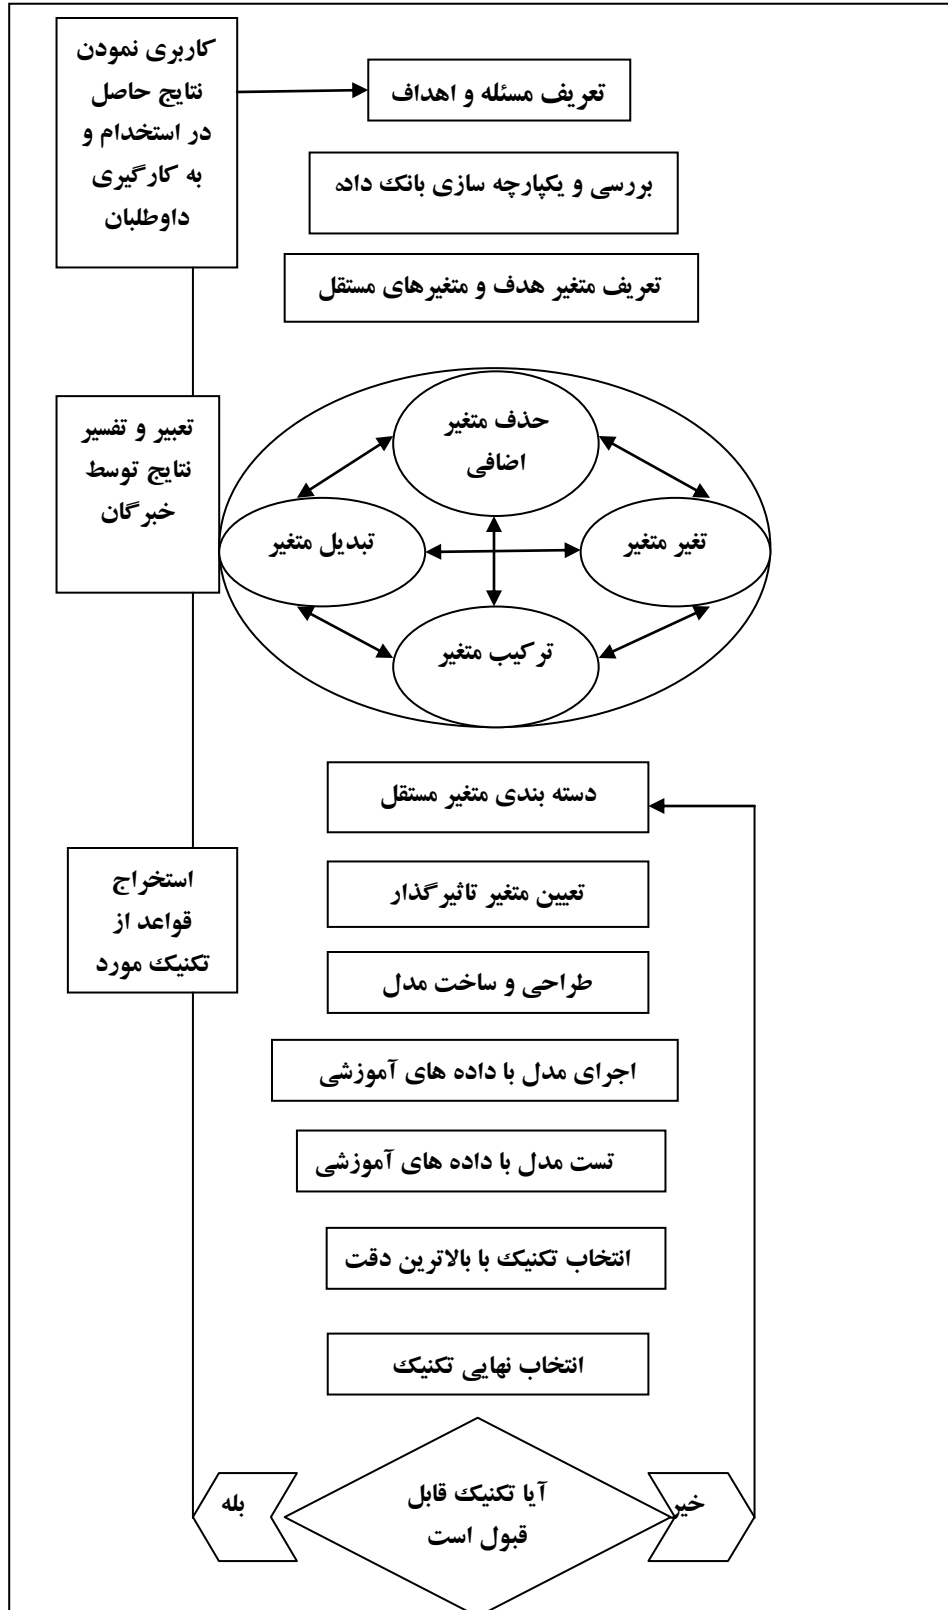 کاربری نمودن
نتایج حاصل
در استخدام و
به کارگیری
داوطلبان
تعریف مسئله و اهداف
بررسی و یکپارچه سازی بانک داده
تعریف متغیر هدف و متغیرهای مستقل
تعبیر و تفسیر
نتایج توسط
خبرگان
حذف متغیر
اضافی
تغیر متغیر
تبدیل متغیر
ترکیب متغیر
دسته بندی متغیر مستقل
استخراج
قواعد از
تکنیک مورد
تعیین متغیر تاثیرگذار
طراحی و ساخت مدل
اجرای مدل با داده های آموزشی
تست مدل با داده های آموزشی
انتخاب تکنیک با بالاترین دقت
انتخاب نهایی تکنیک
آیا تکنیک قابل
قبول است
خیر
بله